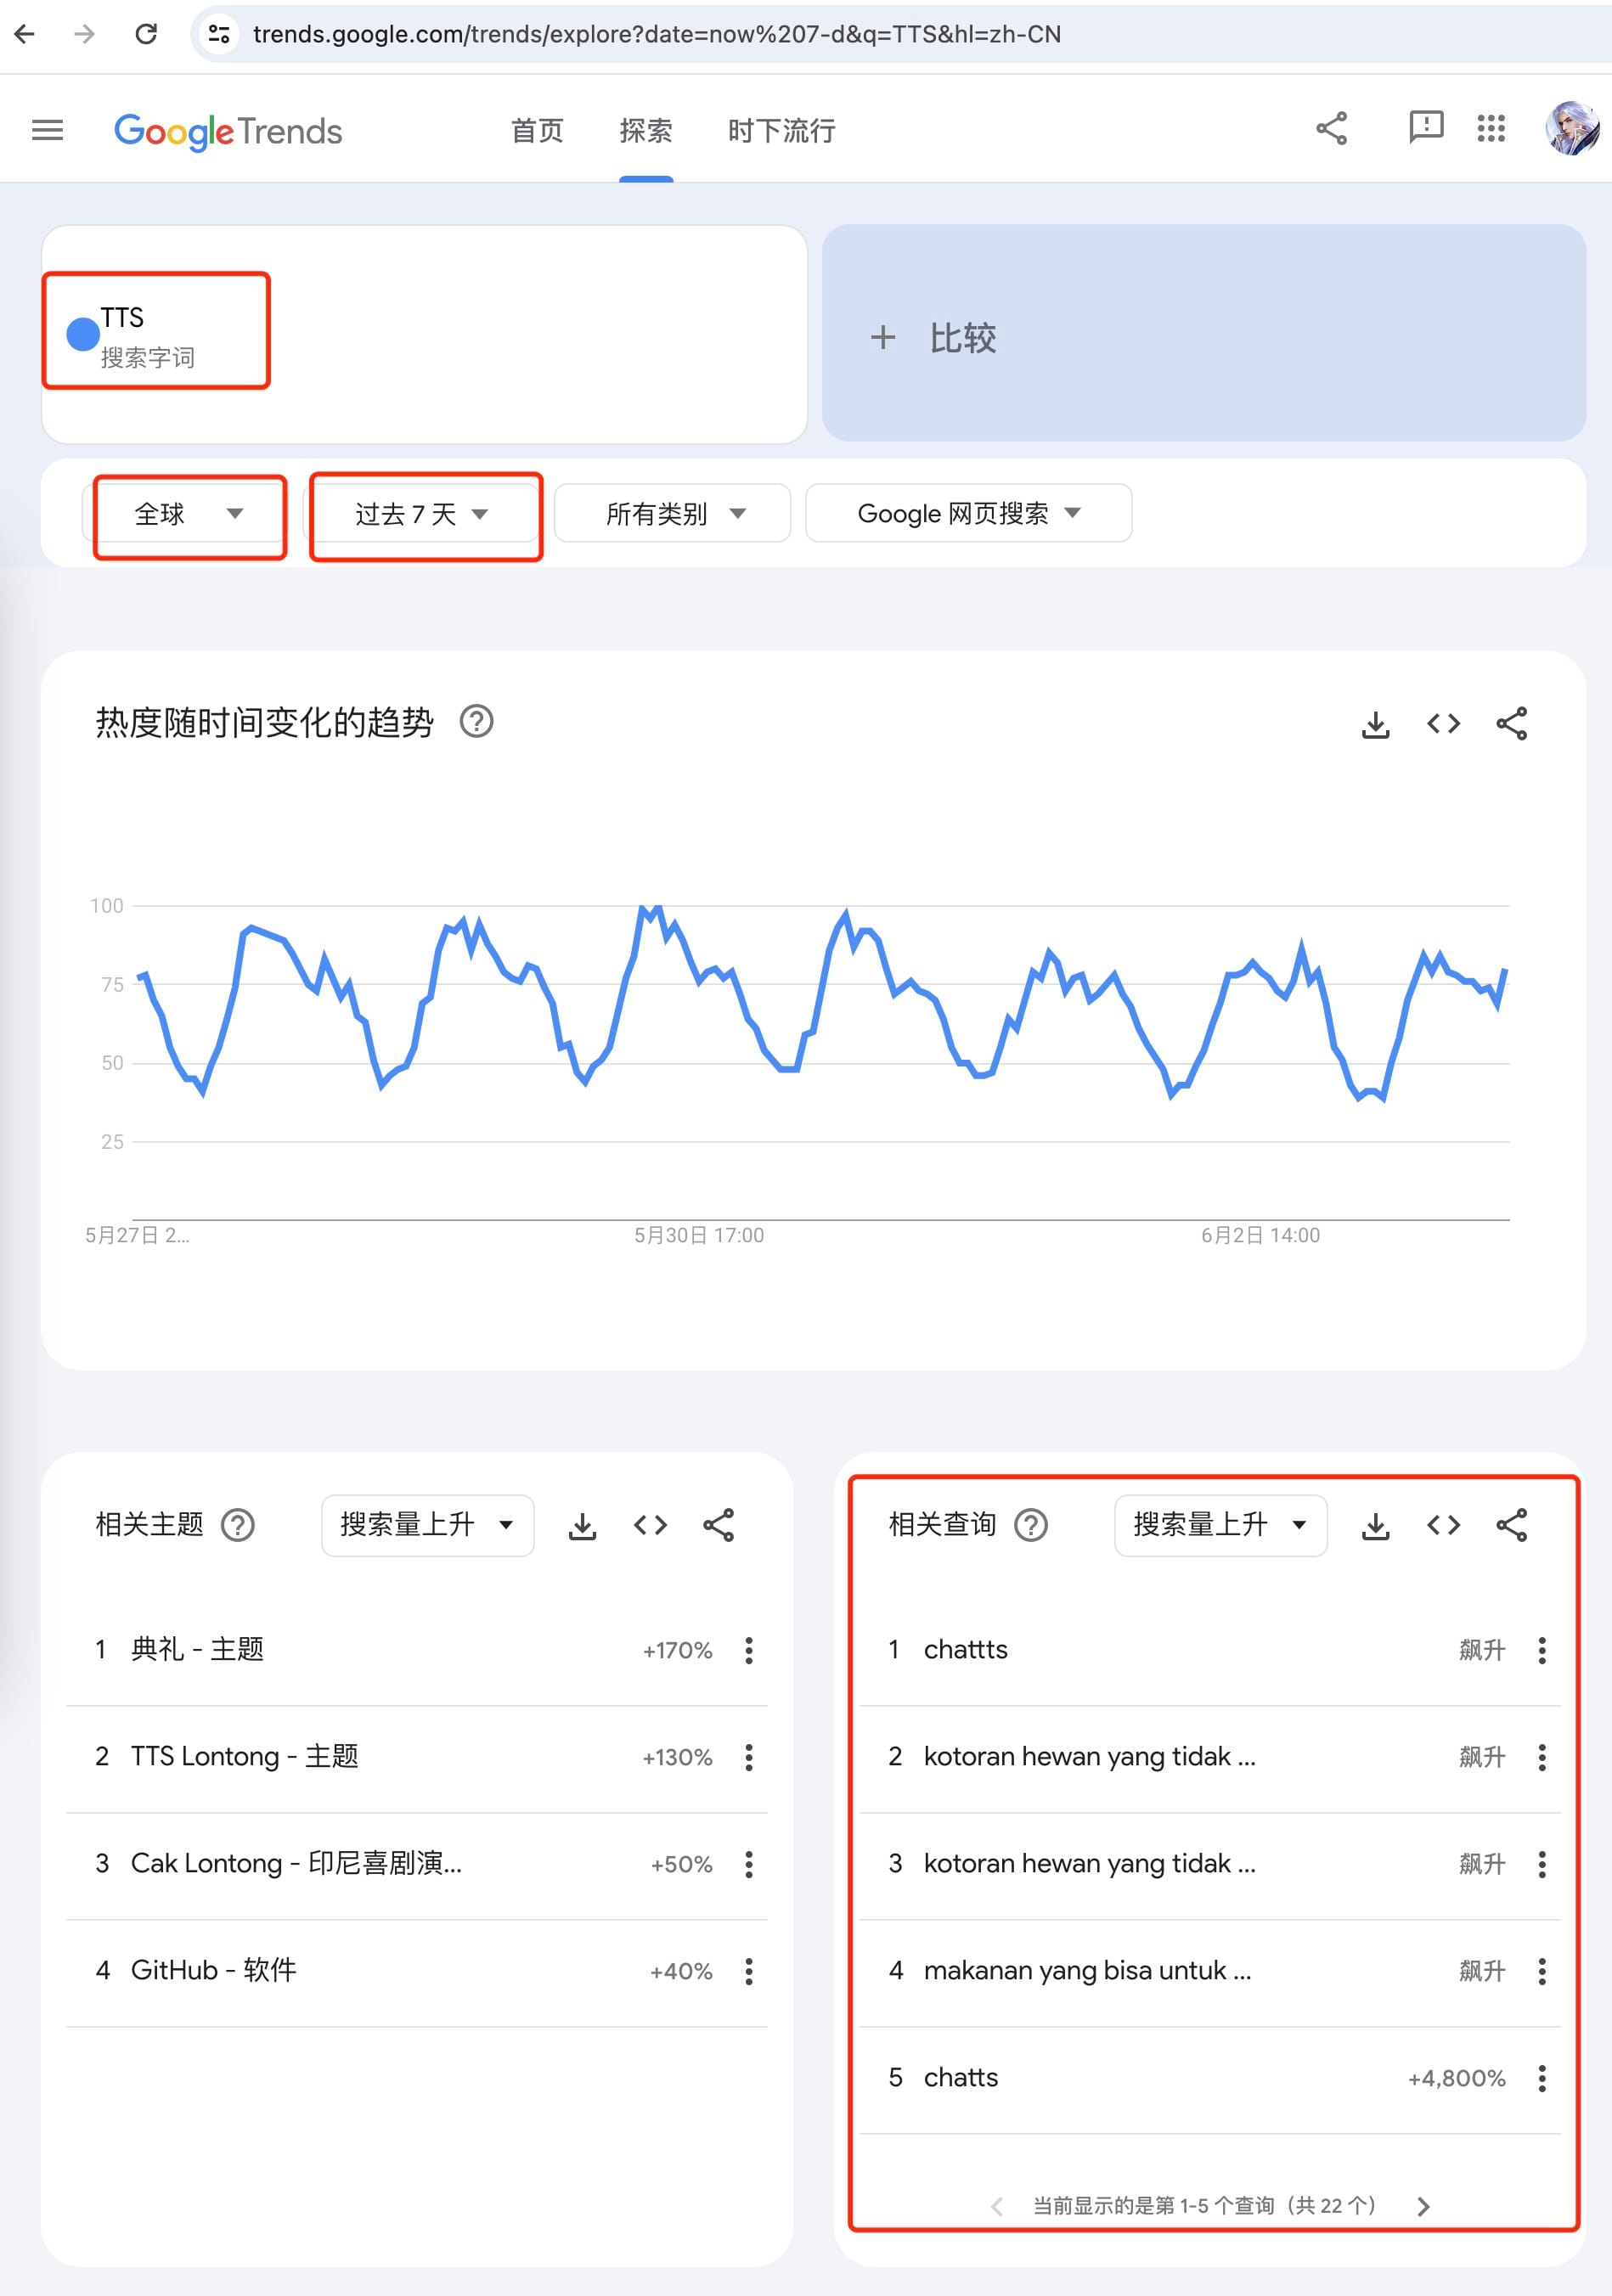 trends.google.com/trends/explore?date=now%207-d&q=TTS&hl=zh-CN
Google Trends
首页
探索
时下流行
TTS
搜索字词
+ 比较
全球
过去 7 天
所有类别
Google 网页搜索
热度随时间变化的趋势
100
75
50
25
5月27日 2...
5月30日 17:00
6月2日 14:00
相关主题
搜索量上升
1 典礼 - 主题 +170%
2 TTS Lontong - 主题 +130%
3 Cak Lontong - 印尼喜剧演... +50%
4 GitHub - 软件 +40%
相关查询
搜索量上升
1 chattts 飙升
2 kotoran hewan yang tidak ... 飙升
3 kotoran hewan yang tidak ... 飙升
4 makanan yang bisa untuk ... 飙升
5 chatts +4,800%
当前显示的是第 1-5 个查询（共 22 个）